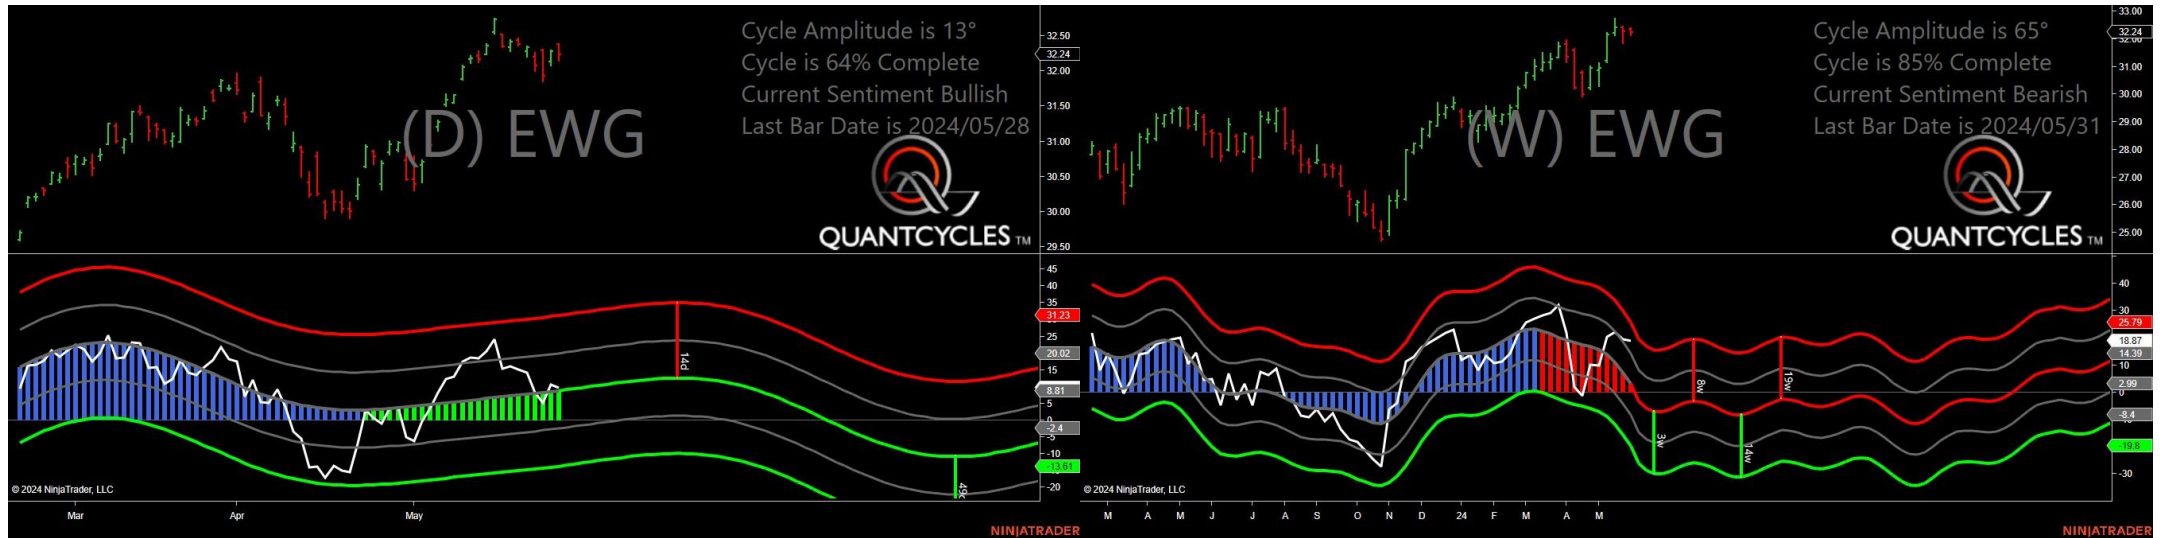 Cycle Amplitude is 13°
Cycle is 64% Complete
Current Sentiment Bullish
Last Bar Date is 2024/05/28
(D) EWG
QUANTCYCLES TM
32.50
32.24
32.00
31.50
31.00
30.50
30.00
29.50
45
40
35
31.23
25
20.02
15
8.81
5
0
-2.4
-5
-10
-13.61
-20
14d
© 2024 NinjaTrader, LLC
Mar Apr May
NINJATRADER
Cycle Amplitude is 65°
Cycle is 85% Complete
Current Sentiment Bearish
Last Bar Date is 2024/05/31
(W) EWG
QUANTCYCLES TM
33.00
32.24
32.00
31.00
30.00
29.00
28.00
27.00
26.00
25.00
40
30
25.79
18.87
14.39
10
2.99
0
-8.4
-19.8
-30
3w
8w
14w
19w
© 2024 NinjaTrader, LLC
M A M J J A S O N D 24 F M A M
NINJATRADER